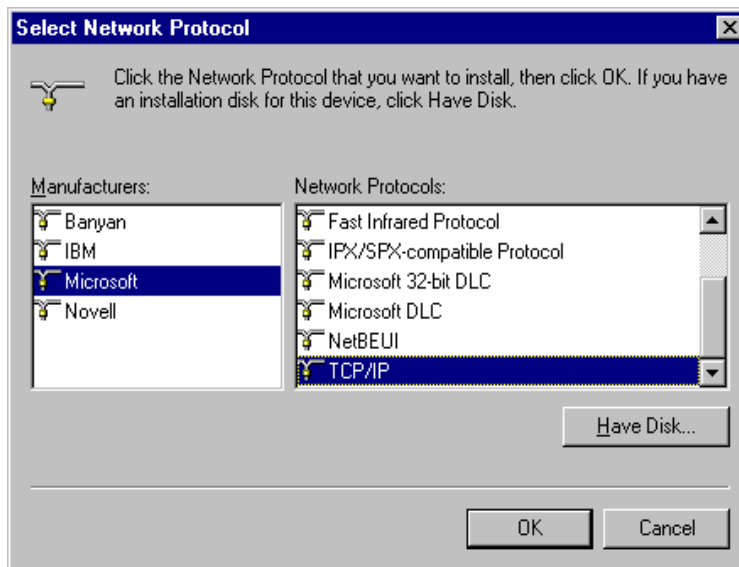 Select Network Protocol
Click the Network Protocol that you want to install, then click OK. If you have
an installation disk for this device, click Have Disk.
Manufacturers:
Banyan
IBM
Microsoft
Novell
Network Protocols:
Fast Infrared Protocol
IPX/SPX-compatible Protocol
Microsoft 32-bit DLC
Microsoft DLC
NetBEUI
TCP/IP
Have Disk...
OK
Cancel